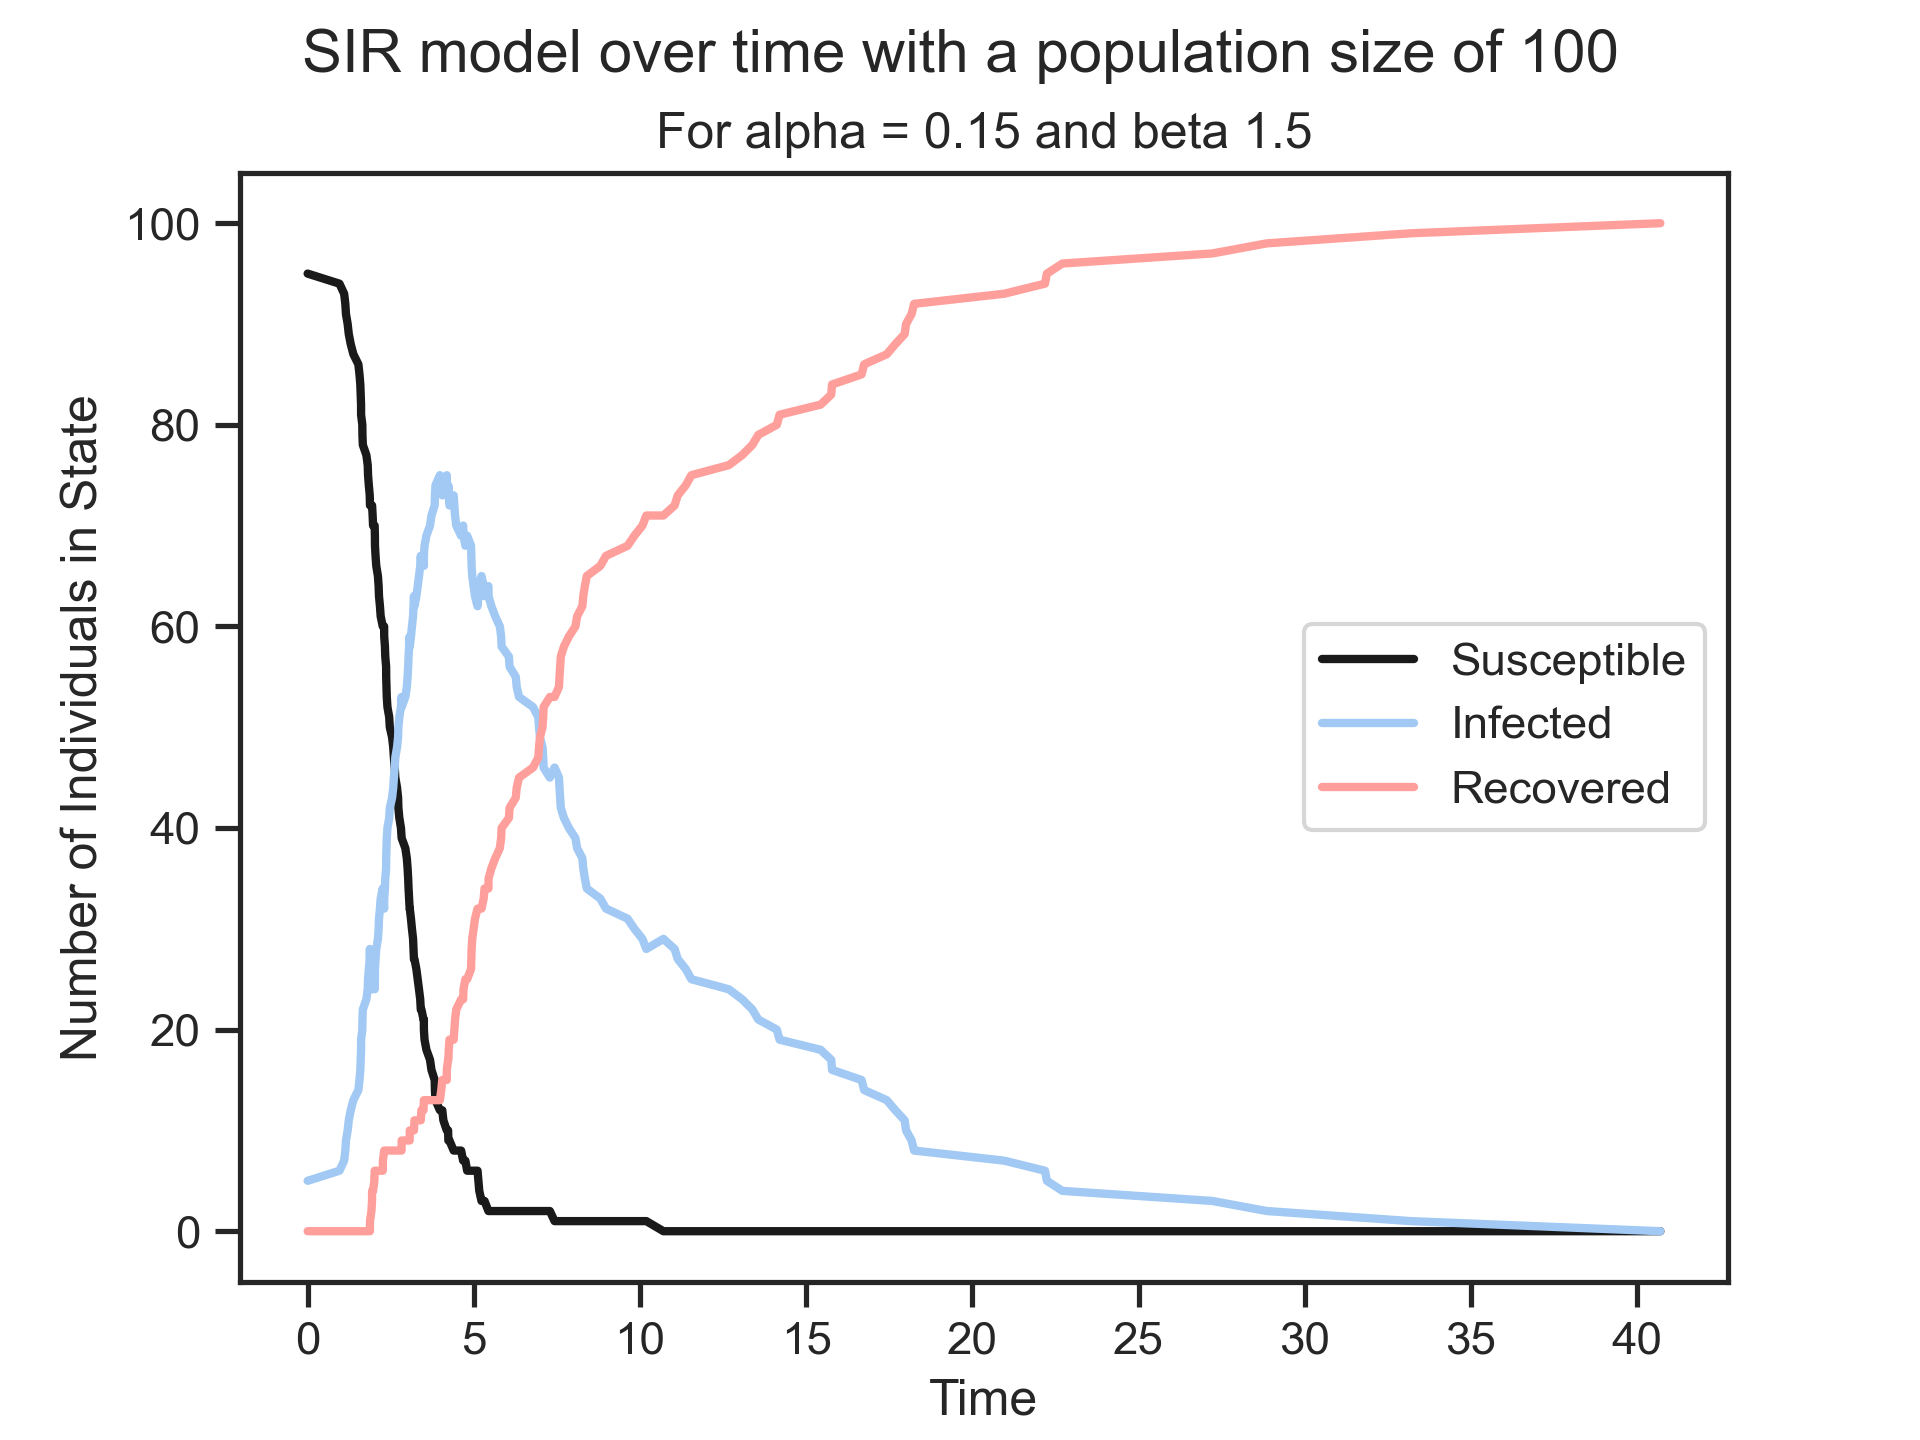 SIR model over time with a population size of 100
For alpha = 0.15 and beta 1.5
Number of Individuals in State
100
80
60
40
20
0
Susceptible
Infected
Recovered
0 5 10 15 20 25 30 35 40
Time